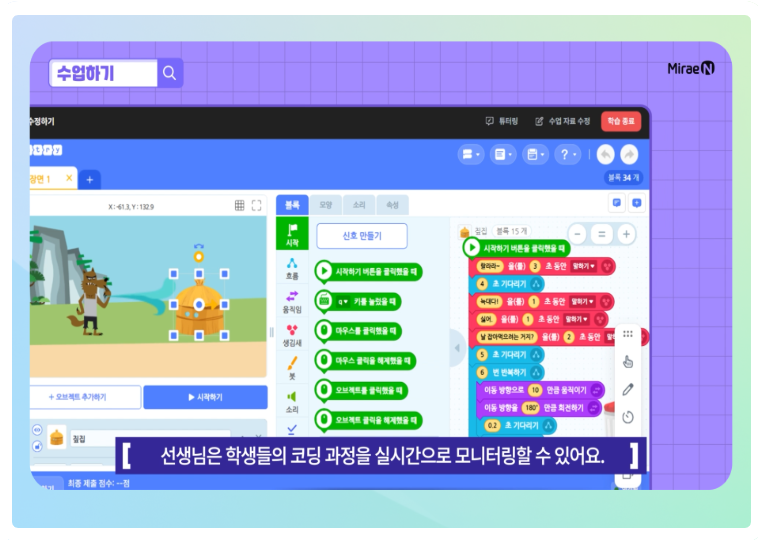 수업하기
Mirae N
수정하기
튜터링
수업 자료 수정
학습 종료
try
장면 1
×
+
?
블록 34 개
X : -61.3, Y : 132.9
블록
모양
소리
속성
신호 만들기
시작
흐름
움직임
생김새
붓
소리
시작하기 버튼을 클릭했을 때
q 키를 눌렀을 때
마우스를 클릭했을 때
마우스 클릭을 해제했을 때
오브젝트를 클릭했을 때
오브젝트 클릭을 해제했을 때
짚집
블록 15 개
시작하기 버튼을 클릭했을 때
랄라라~ 을(를) 3 초 동안 말하기
4 초 기다리기
늑대다! 을(를) 1 초 동안 말하기
싫어. 을(를) 1 초 동안 말하기
날 잡아먹으려는 거지? 을(를) 2 초 동안
5 초 기다리기
6 번 반복하기
이동 방향으로 10 만큼 움직이기
이동 방향을 180° 만큼 회전하기
0.2 초 기다리기
+ 오브젝트 추가하기
시작하기
짚집
[ 선생님은 학생들의 코딩 과정을 실시간으로 모니터링할 수 있어요. ]
최종 제출 점수: --점